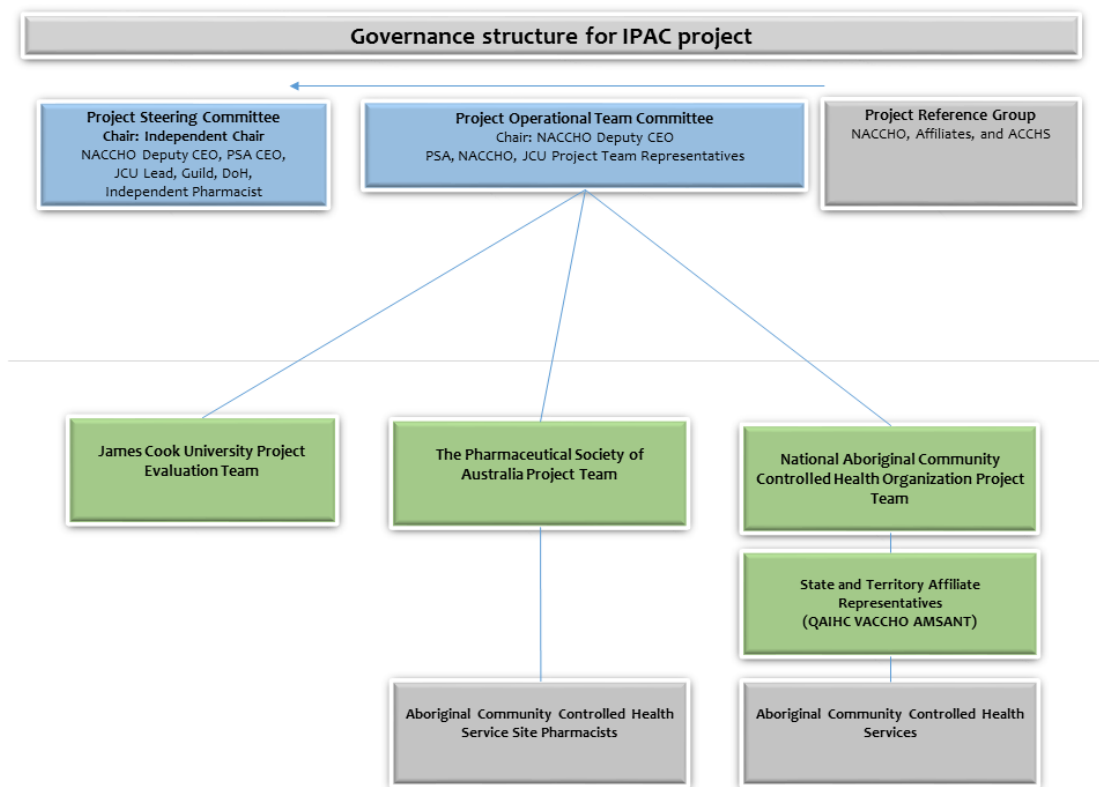 Governance structure for IPAC project
Project Steering Committee
Chair: Independent Chair
NACCHO Deputy CEO, PSA CEO,
JCU Lead, Guild, DoH,
Independent Pharmacist
Project Operational Team Committee
Chair: NACCHO Deputy CEO
PSA, NACCHO, JCU Project Team Representatives
Project Reference Group
NACCHO, Affiliates, and ACCHS
James Cook University Project
Evaluation Team
The Pharmaceutical Society of
Australia Project Team
National Aboriginal Community
Controlled Health Organization Project
Team
State and Territory Affiliate
Representatives
(QAIHC VACCHO AMSANT)
Aboriginal Community Controlled Health
Service Site Pharmacists
Aboriginal Community Controlled Health
Services